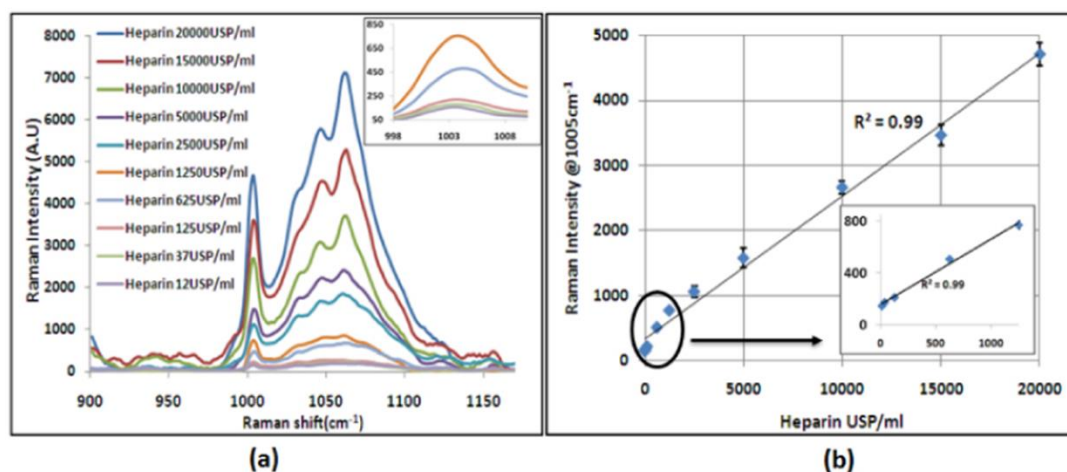 8000
7000
6000
5000
4000
3000
2000
1000
0
Raman Intensity (A.U)
Heparin 20000USP/ml
Heparin 15000USP/ml
Heparin 10000USP/ml
Heparin 5000USP/ml
Heparin 2500USP/ml
Heparin 1250USP/ml
Heparin 625USP/ml
Heparin 125USP/ml
Heparin 37USP/ml
Heparin 12USP/ml
850
650
450
250
50
998 1003 1008
900 950 1000 1050 1100 1150
Raman shift(cm⁻¹)
(a)
5000
4000
3000
2000
1000
0
Raman Intensity @1005cm⁻¹
R² = 0.99
800
400
0
R² = 0.99
0 500 1000
0 5000 10000 15000 20000
Heparin USP/ml
(b)